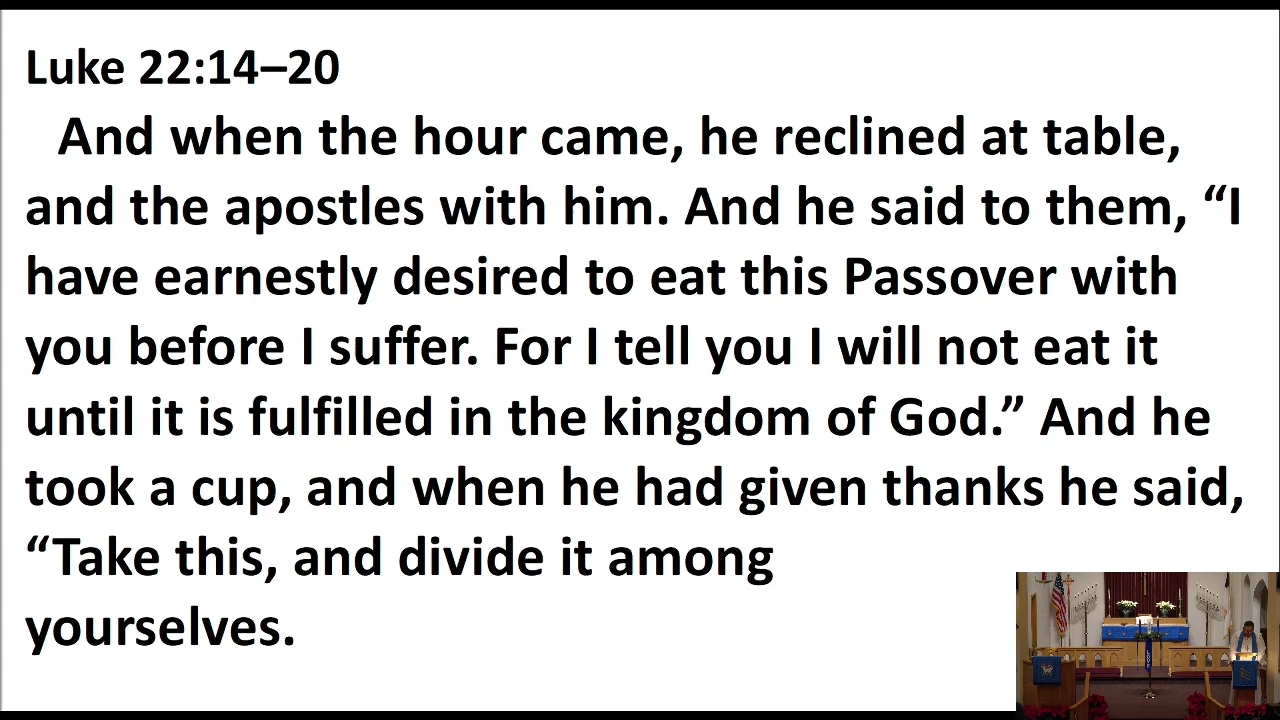 Luke 22:14–20
And when the hour came, he reclined at table,
and the apostles with him. And he said to them, “I
have earnestly desired to eat this Passover with
you before I suffer. For I tell you I will not eat it
until it is fulfilled in the kingdom of God.” And he
took a cup, and when he had given thanks he said,
“Take this, and divide it among
yourselves.